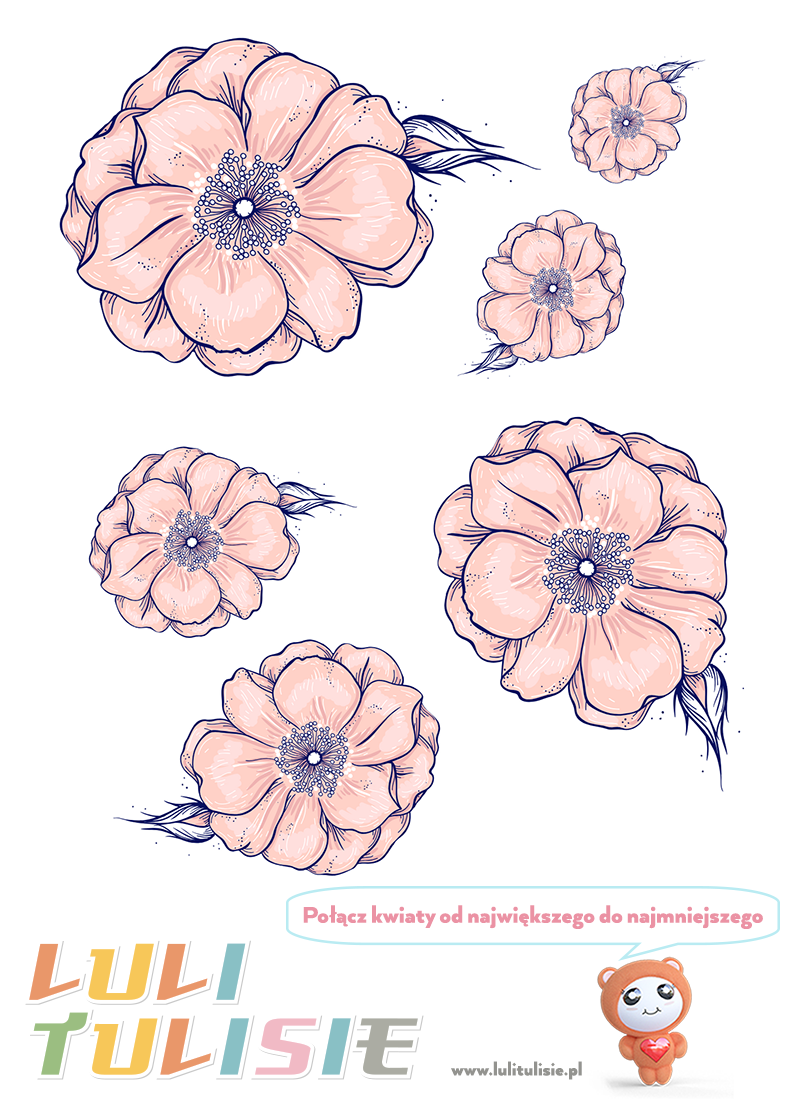 Połącz kwiaty od największego do najmniejszego
LULI
TULISIE
www.lulitulisie.pl